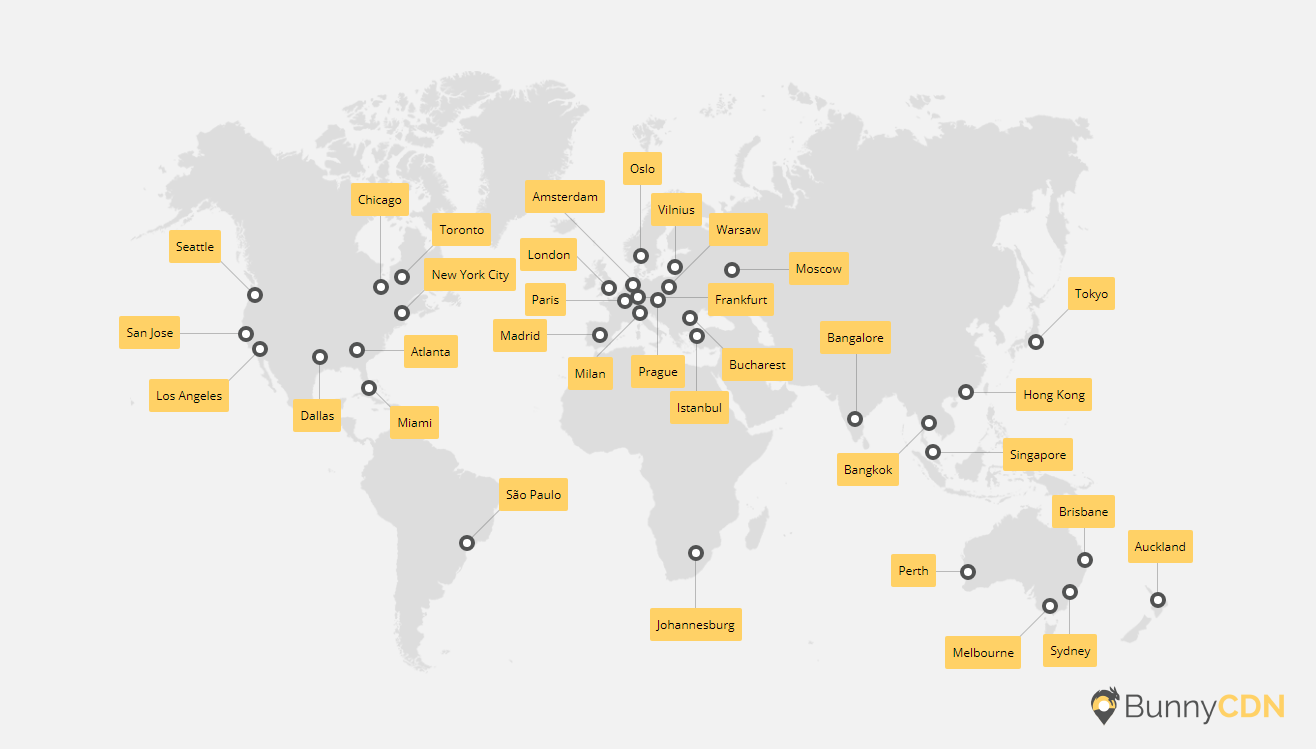 Oslo
Amsterdam
Chicago
Vilnius
Toronto
Warsaw
Seattle
London
New York City
Moscow
Paris
Frankfurt
Tokyo
San Jose
Madrid
Bangalore
Atlanta
Milan
Prague
Bucharest
Los Angeles
Hong Kong
Dallas
Miami
Istanbul
Singapore
Bangkok
São Paulo
Brisbane
Auckland
Perth
Johannesburg
Melbourne
Sydney
BunnyCDN